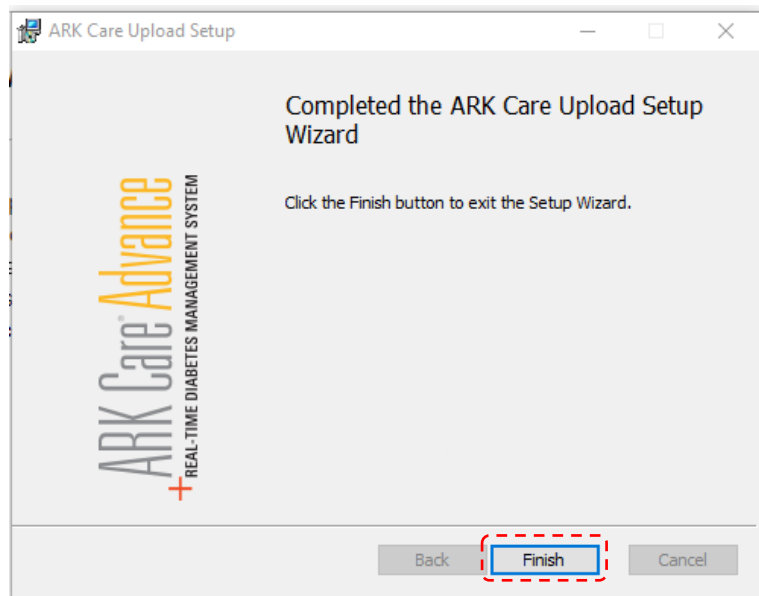 ARK Care Upload Setup
Completed the ARK Care Upload Setup
Wizard
Click the Finish button to exit the Setup Wizard.
ARK Care® Advance
REAL-TIME DIABETES MANAGEMENT SYSTEM
Back
Finish
Cancel